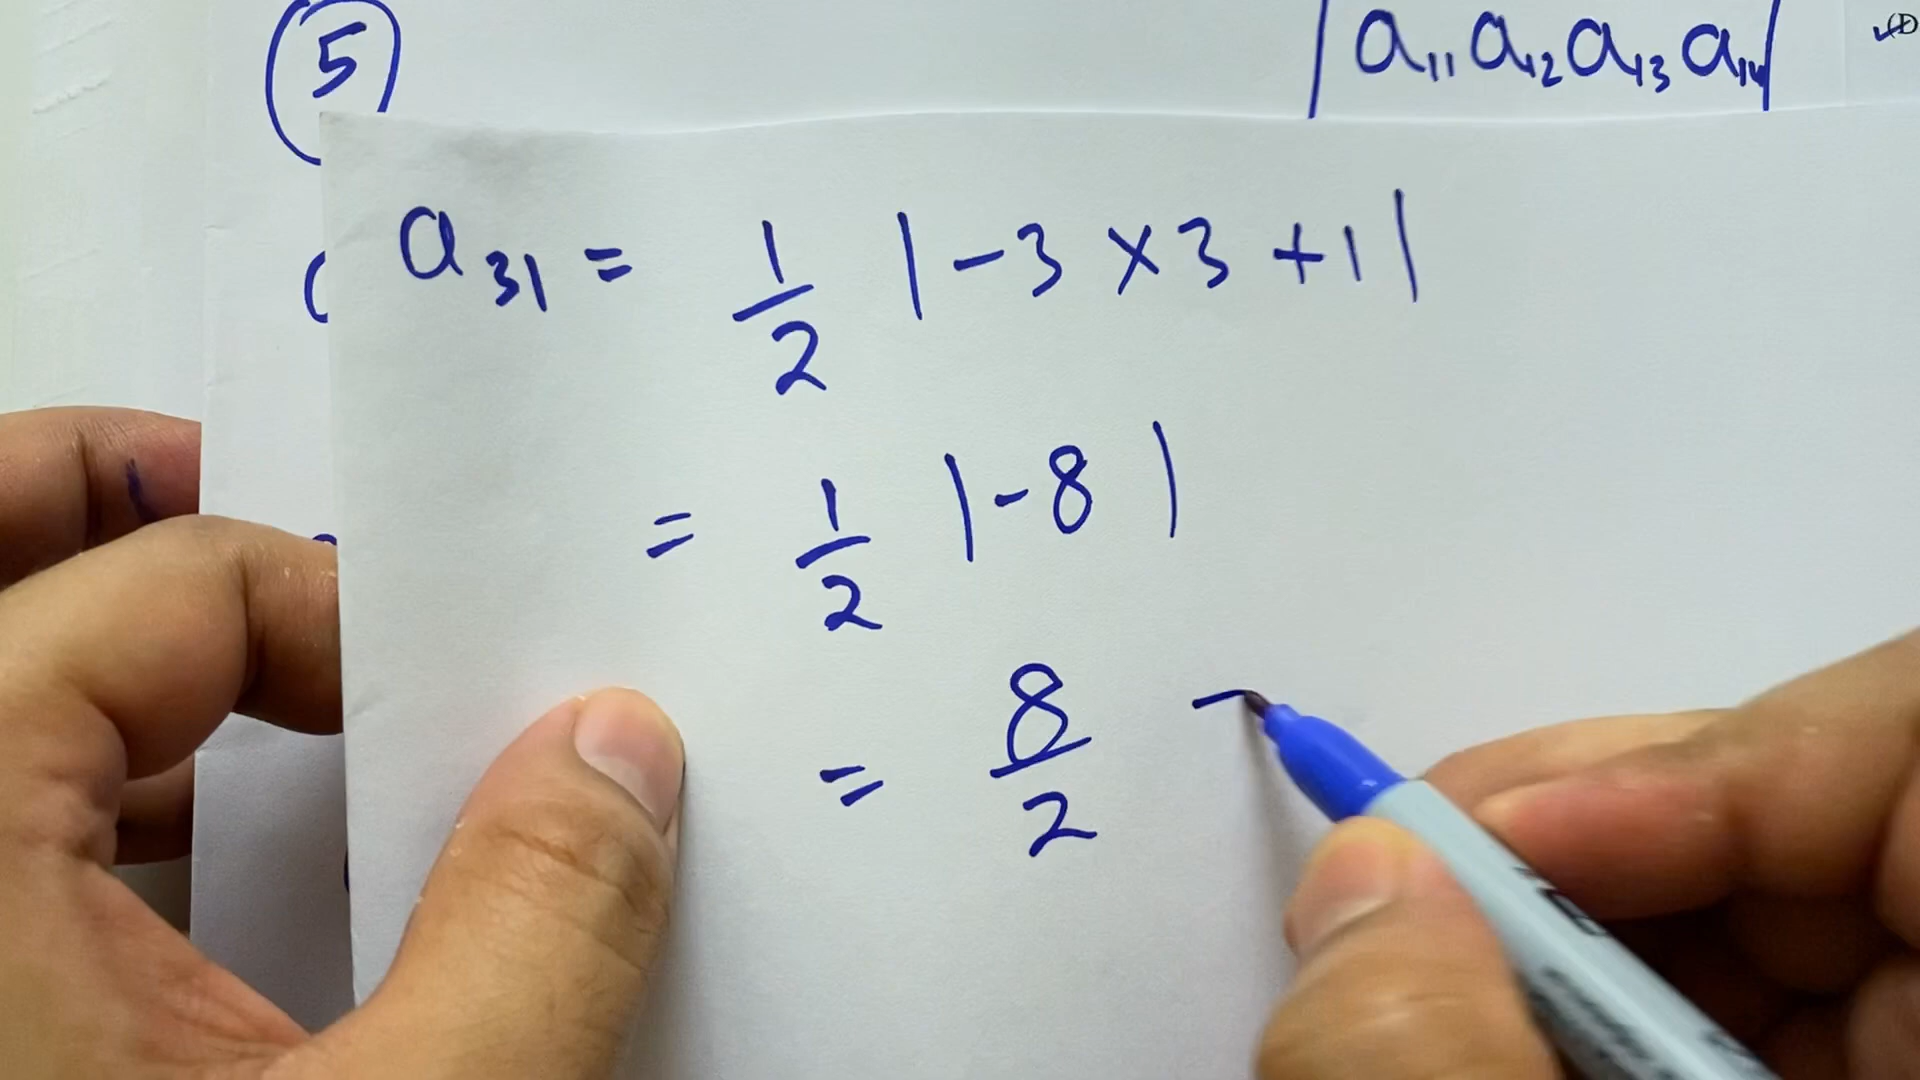 5
|a₁₁ a₁₂ a₁₃ a₁₄|
a₃₁ = 1/2 |-3 × 3 + 1|
= 1/2 |-8|
= 8/2